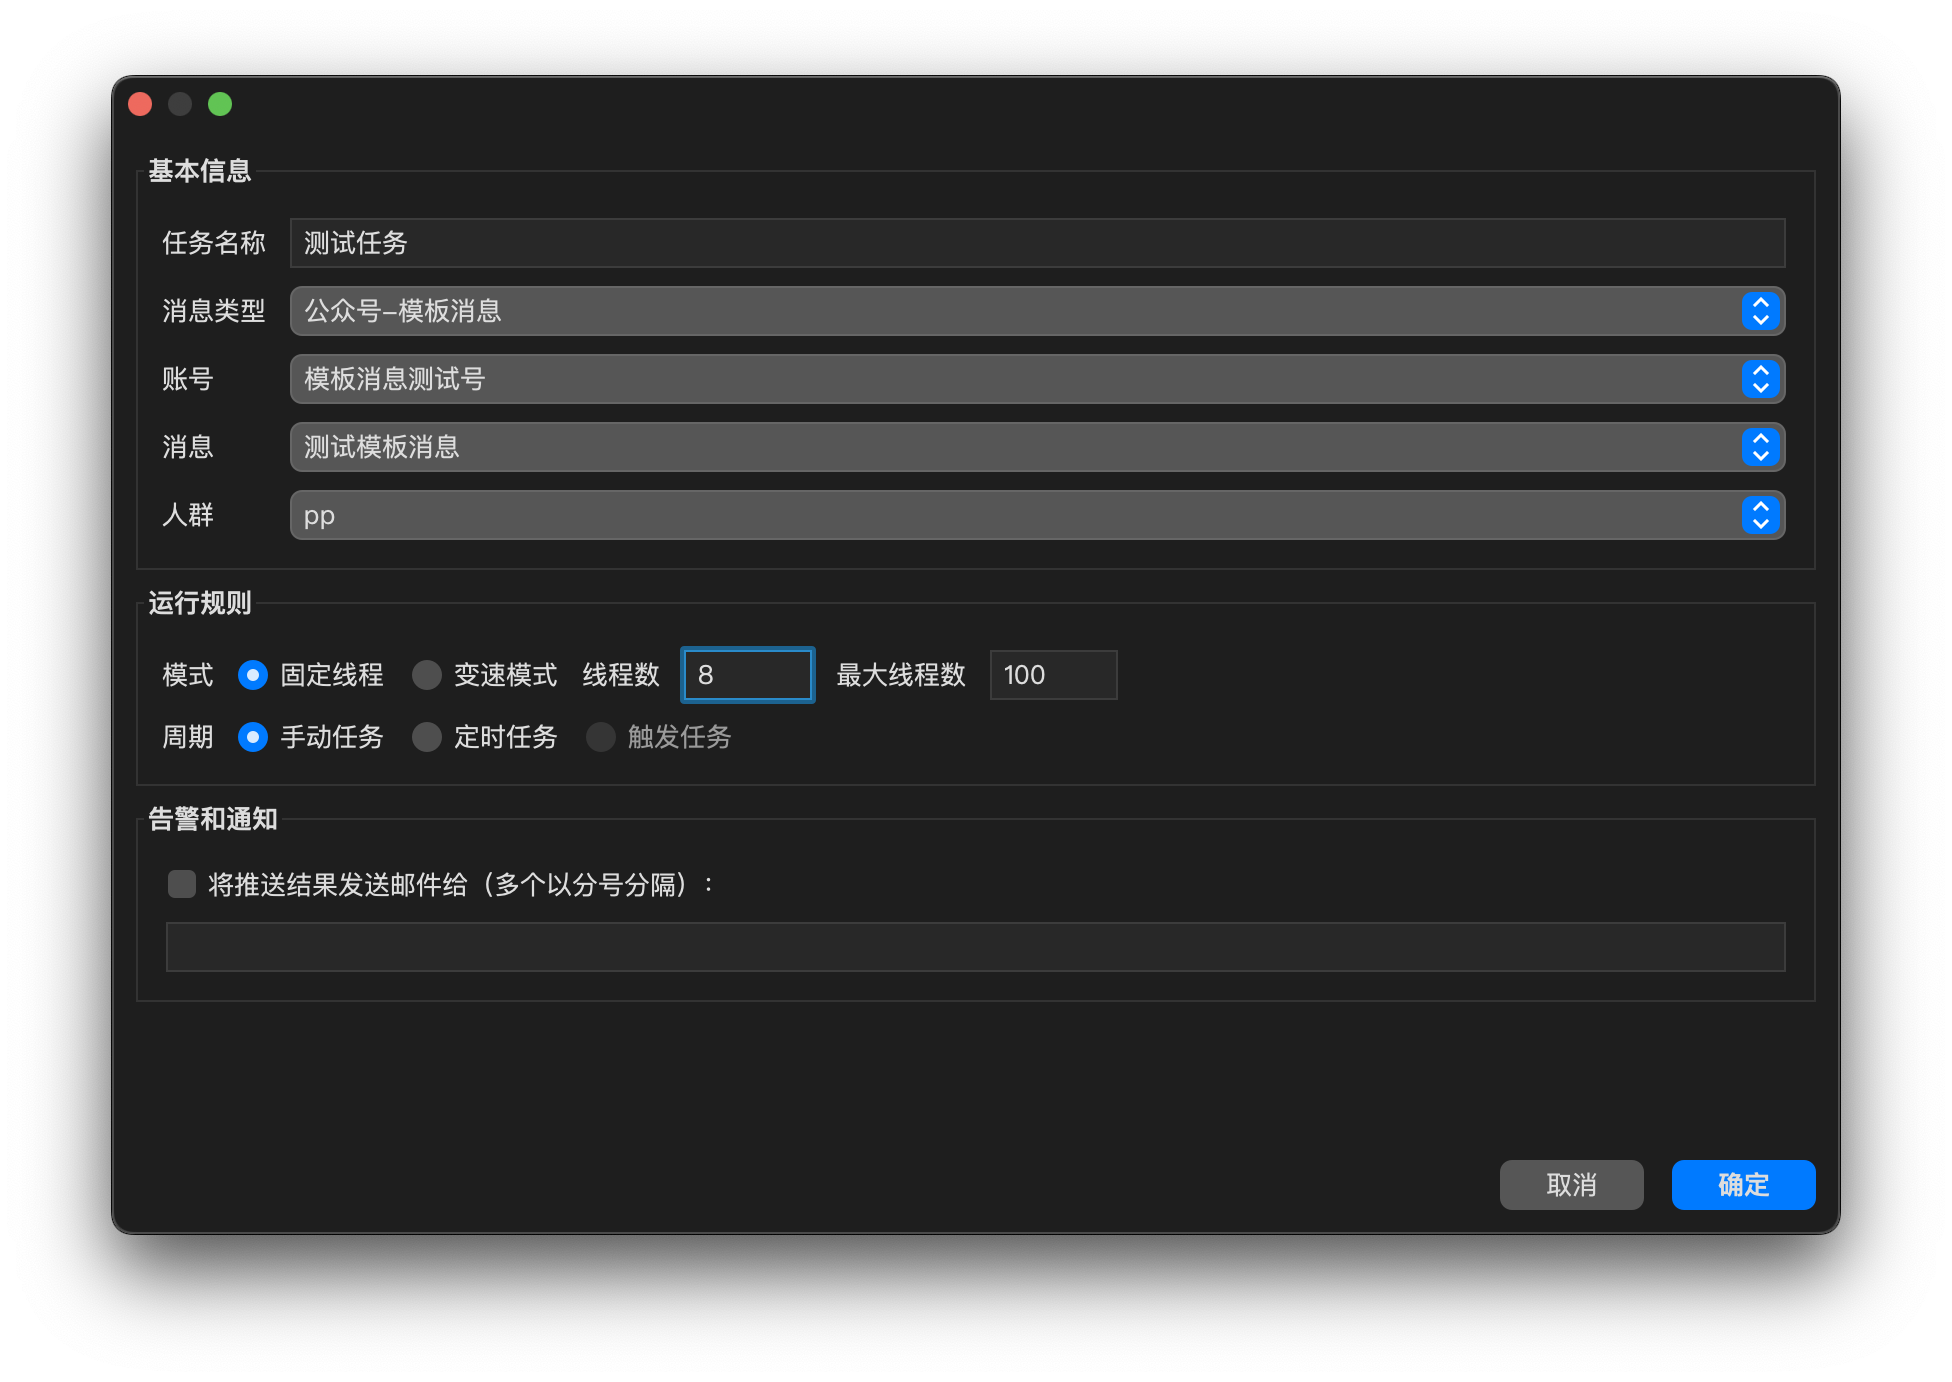 基本信息
任务名称 测试任务
消息类型 公众号-模板消息
账号 模板消息测试号
消息 测试模板消息
人群 pp
运行规则
模式 固定线程 变速模式 线程数 8 最大线程数 100
周期 手动任务 定时任务 触发任务
告警和通知
将推送结果发送邮件给（多个以分号分隔）：
取消 确定